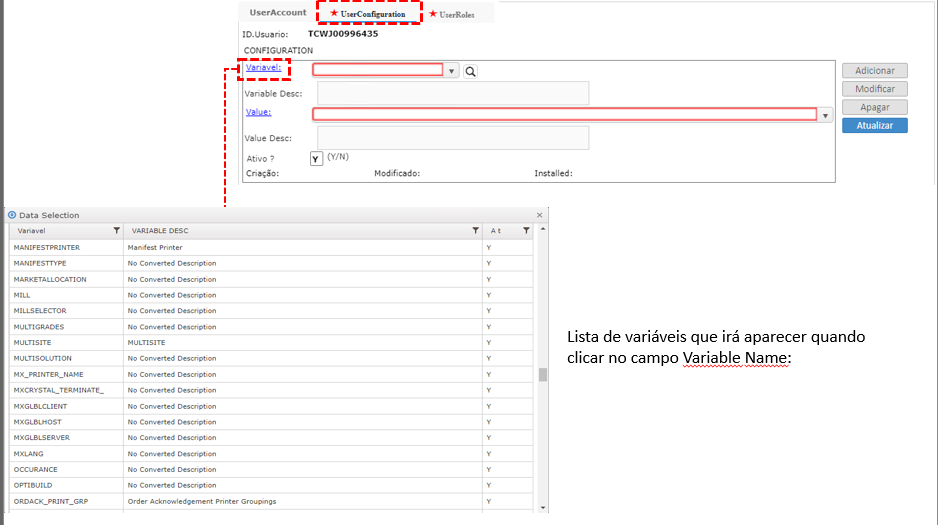 UserAccount ★ UserConfiguration ★ UserRoles
ID.Usuario: TCWJ00996435
CONFIGURATION
Variavel:
Adicionar
Variable Desc:
Modificar
Value:
Apagar
Atualizar
Value Desc:
Ativo ? Y (Y/N)
Criação: Modificado: Installed:
Data Selection
Variavel VARIABLE DESC A t
MANIFESTPRINTER Manifest Printer Y
MANIFESTTYPE No Converted Description Y
MARKETALLOCATION No Converted Description Y
MILL No Converted Description Y
MILLSELECTOR No Converted Description Y
MULTIGRADES No Converted Description Y
MULTISITE MULTISITE Y
MULTISOLUTION No Converted Description Y
MX_PRINTER_NAME No Converted Description Y
MXCRYSTAL_TERMINATE_ No Converted Description Y
MXGLBLCLIENT No Converted Description Y
MXGLBLHOST No Converted Description Y
MXGLBLSERVER No Converted Description Y
MXLANG No Converted Description Y
OCCURANCE No Converted Description Y
OPTIBUILD No Converted Description Y
ORDACK_PRINT_GRP Order Acknowledgement Printer Groupings Y
Lista de variáveis que irá aparecer quando
clicar no campo Variable Name: